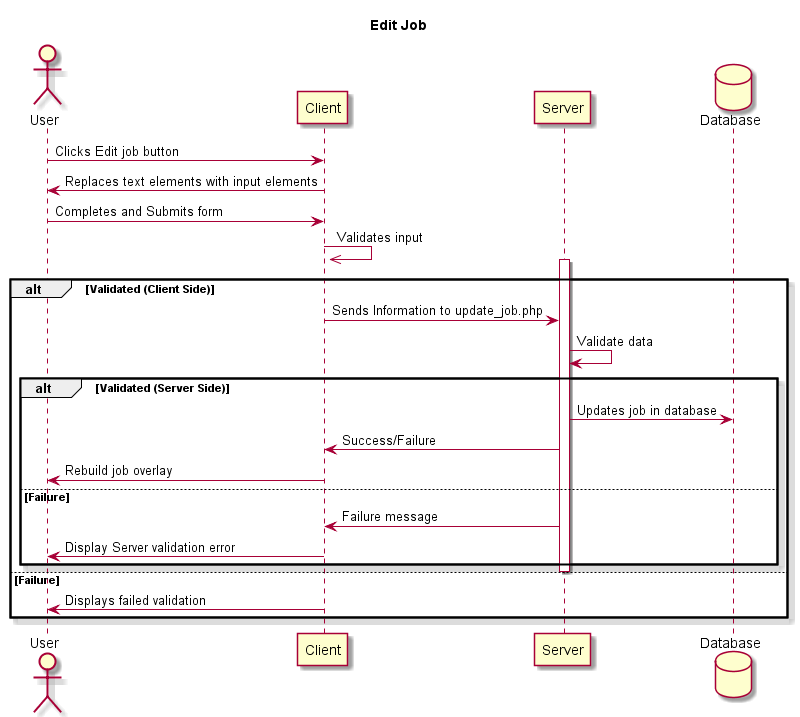 Edit Job
User
Client
Server
Database
Clicks Edit job button
Replaces text elements with input elements
Completes and Submits form
Validates input
alt [Validated (Client Side)]
Sends Information to update_job.php
Validate data
alt [Validated (Server Side)]
Updates job in database
Success/Failure
Rebuild job overlay
[Failure]
Failure message
Display Server validation error
[Failure]
Displays failed validation
User
Client
Server
Database